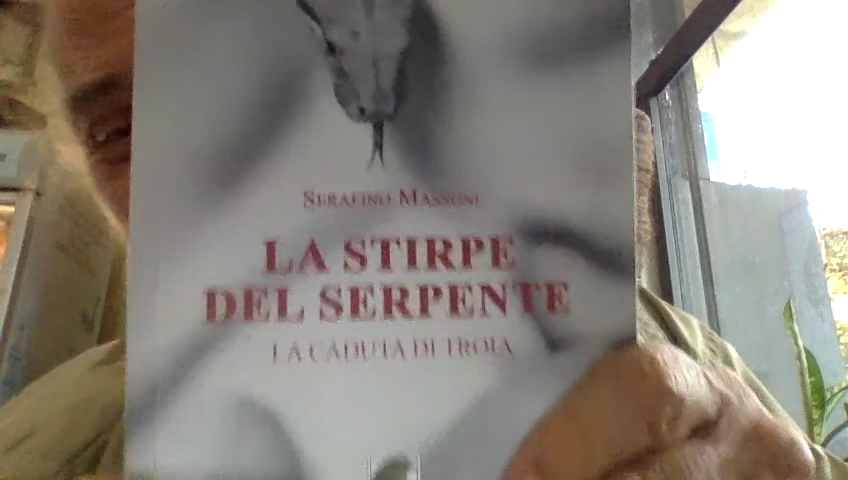 SERAFINO MASSONI
LA STIRPE
DEL SERPENTE
LA CADUTA DI TROIA